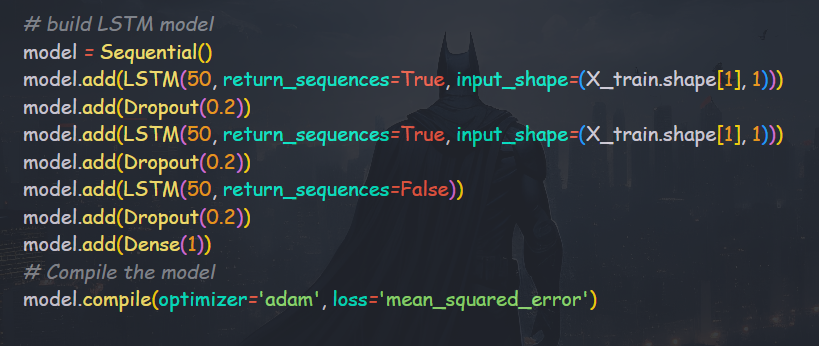 # build LSTM model
model = Sequential()
model.add(LSTM(50, return_sequences=True, input_shape=(X_train.shape[1], 1)))
model.add(Dropout(0.2))
model.add(LSTM(50, return_sequences=True, input_shape=(X_train.shape[1], 1)))
model.add(Dropout(0.2))
model.add(LSTM(50, return_sequences=False))
model.add(Dropout(0.2))
model.add(Dense(1))
# Compile the model
model.compile(optimizer='adam', loss='mean_squared_error')